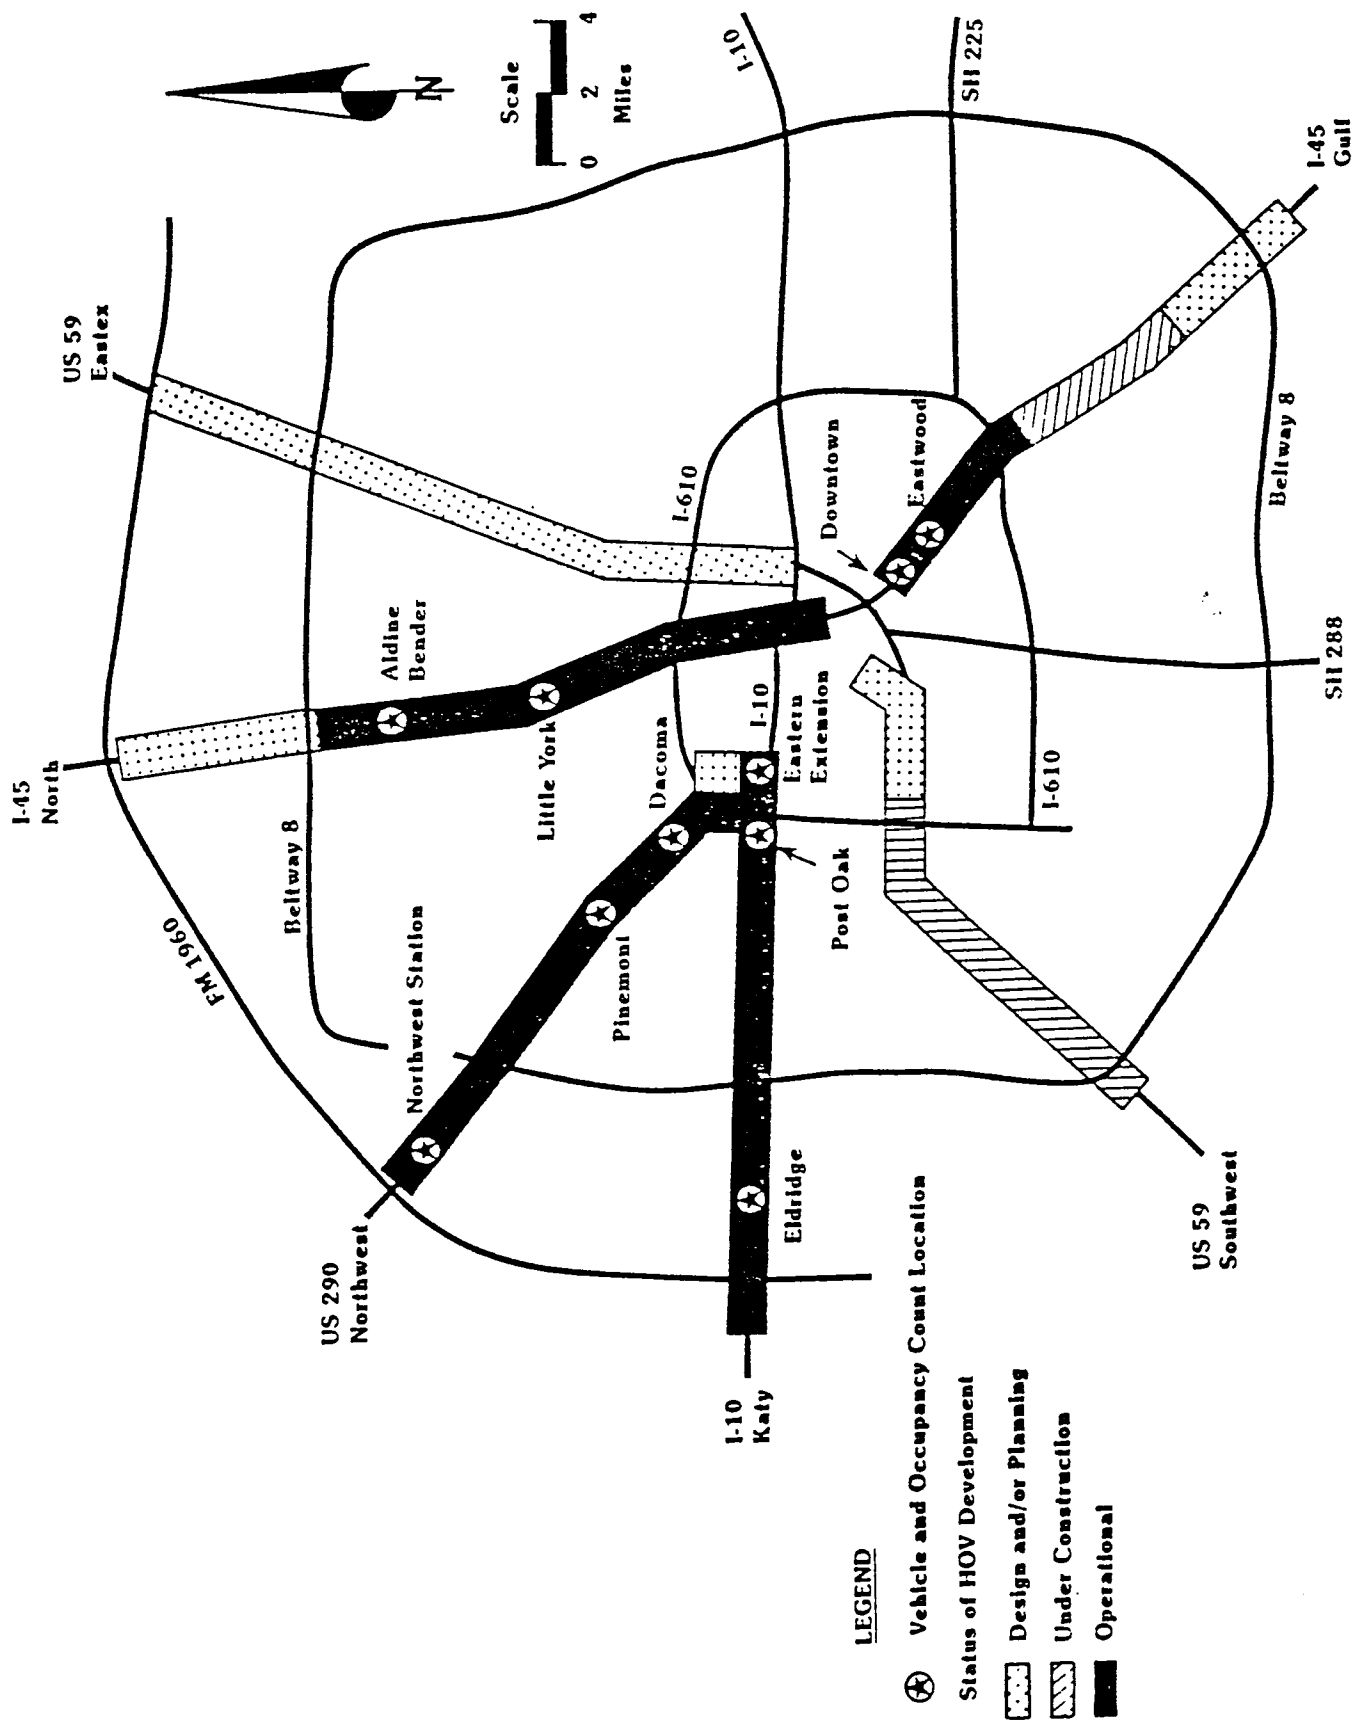 I-45
North
US 59
Eastex
N
Scale
0 2 4
Miles
I-10
SH 225
FM 1960
Beltway 8
Aldine
Bender
Little York
I-610
Downtown
Eastwood
I-45
Gulf
Northwest Station
Pinemont
Dacoma
I-10
Eastern
Extension
Post Oak
I-610
SH 288
Beltway 8
US 290
Northwest
Eldridge
I-10
Katy
US 59
Southwest
LEGEND
Vehicle and Occupancy Count Location
Status of HOV Development
Design and/or Planning
Under Construction
Operational